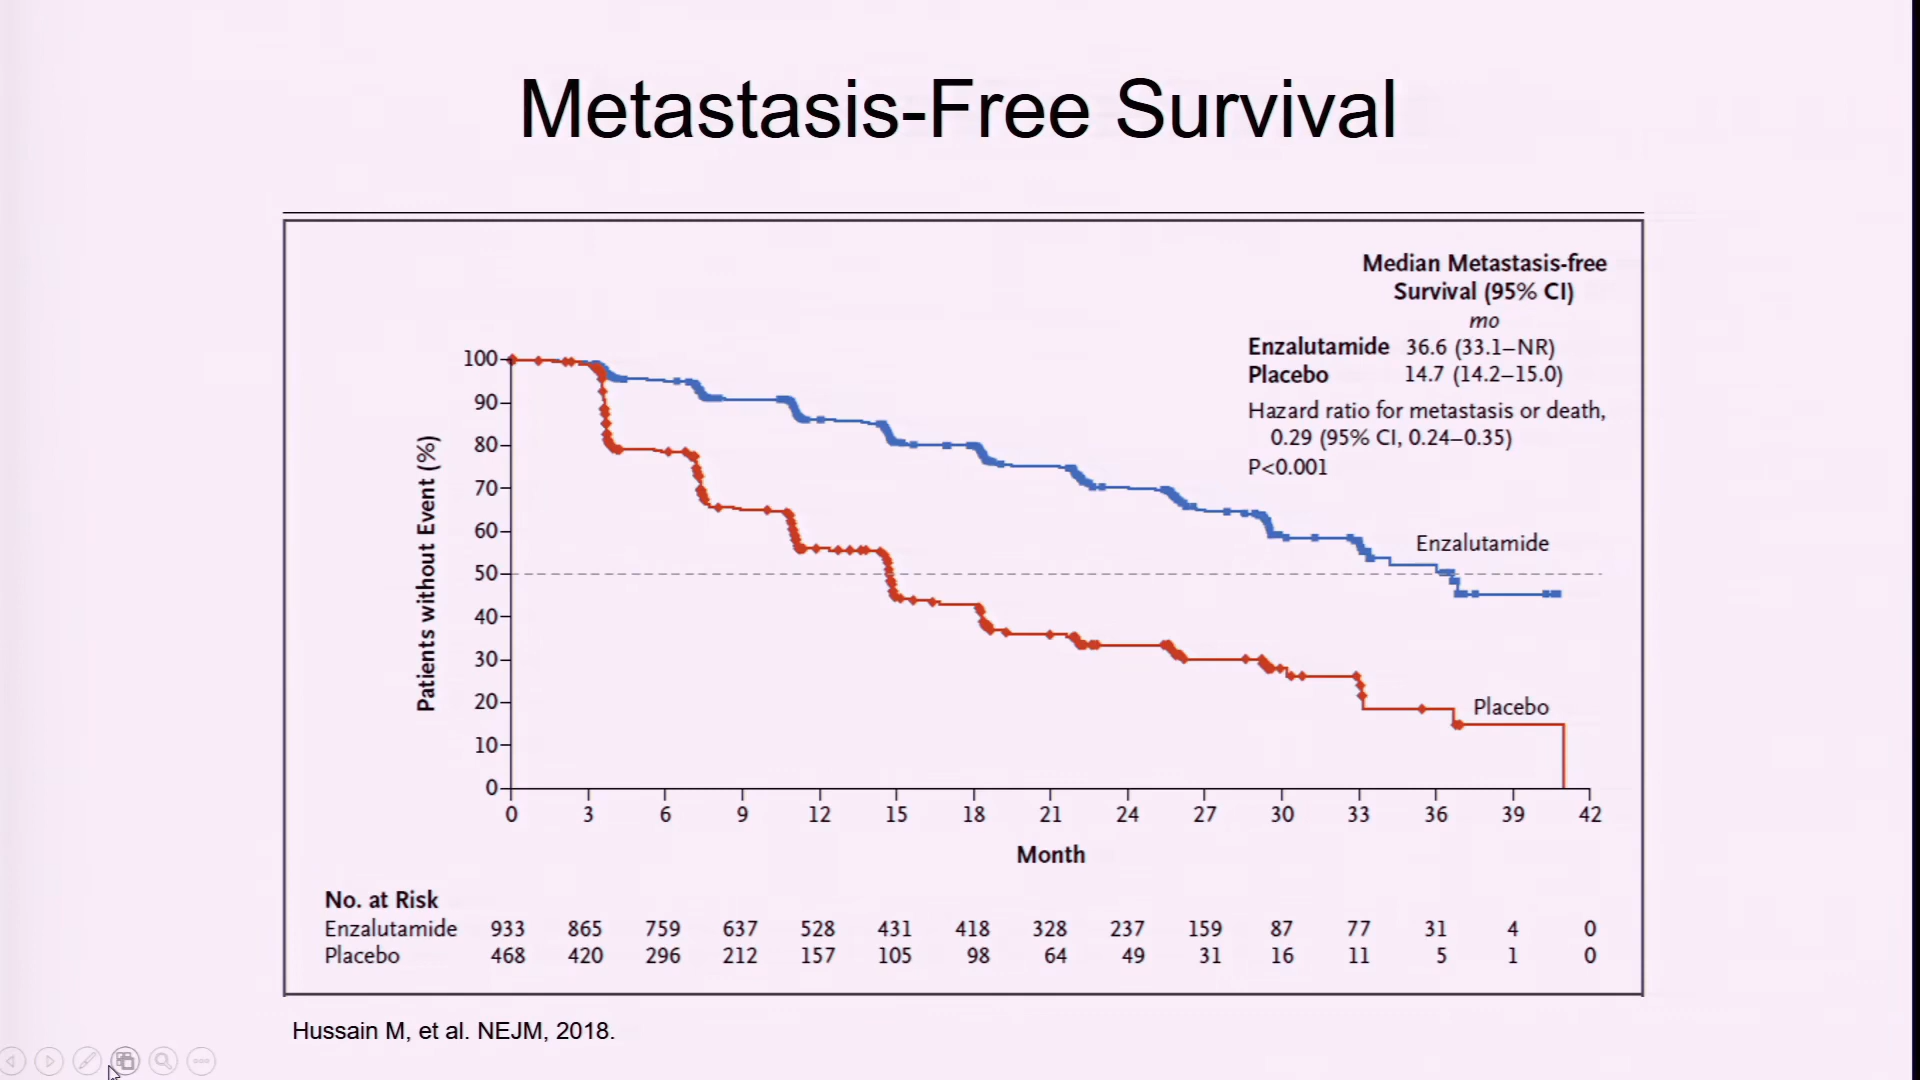 Metastasis-Free Survival
Median Metastasis-free
Survival (95% CI)
mo
Enzalutamide 36.6 (33.1–NR)
Placebo 14.7 (14.2–15.0)
Hazard ratio for metastasis or death,
0.29 (95% CI, 0.24–0.35)
P<0.001
Patients without Event (%)
100
90
80
70
60
50
40
30
20
10
0
Enzalutamide
Placebo
0 3 6 9 12 15 18 21 24 27 30 33 36 39 42
Month
No. at Risk
Enzalutamide 933 865 759 637 528 431 418 328 237 159 87 77 31 4 0
Placebo 468 420 296 212 157 105 98 64 49 31 16 11 5 1 0
Hussain M, et al. NEJM, 2018.